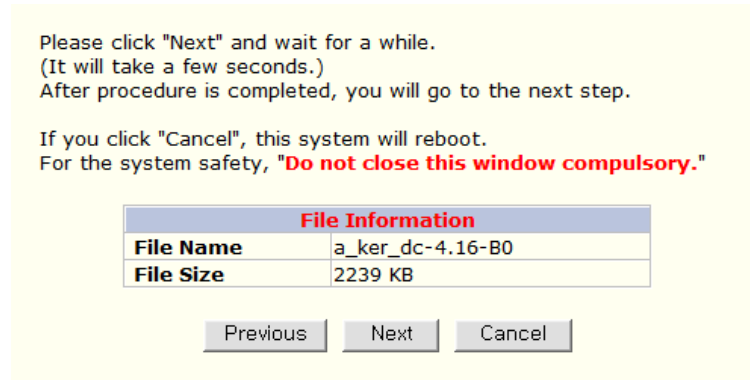 Please click "Next" and wait for a while.
(It will take a few seconds.)
After procedure is completed, you will go to the next step.
If you click "Cancel", this system will reboot.
For the system safety, "Do not close this window compulsory."
File Information
File Name a_ker_dc-4.16-B0
File Size 2239 KB
Previous Next Cancel